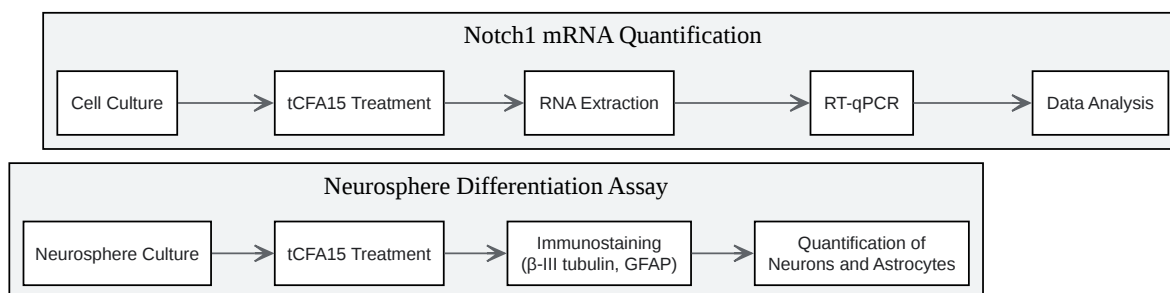 Notch1 mRNA Quantification
Cell Culture
tCFA15 Treatment
RNA Extraction
RT-qPCR
Data Analysis
Neurosphere Differentiation Assay
Neurosphere Culture
tCFA15 Treatment
Immunostaining
(β-III tubulin, GFAP)
Quantification of
Neurons and Astrocytes